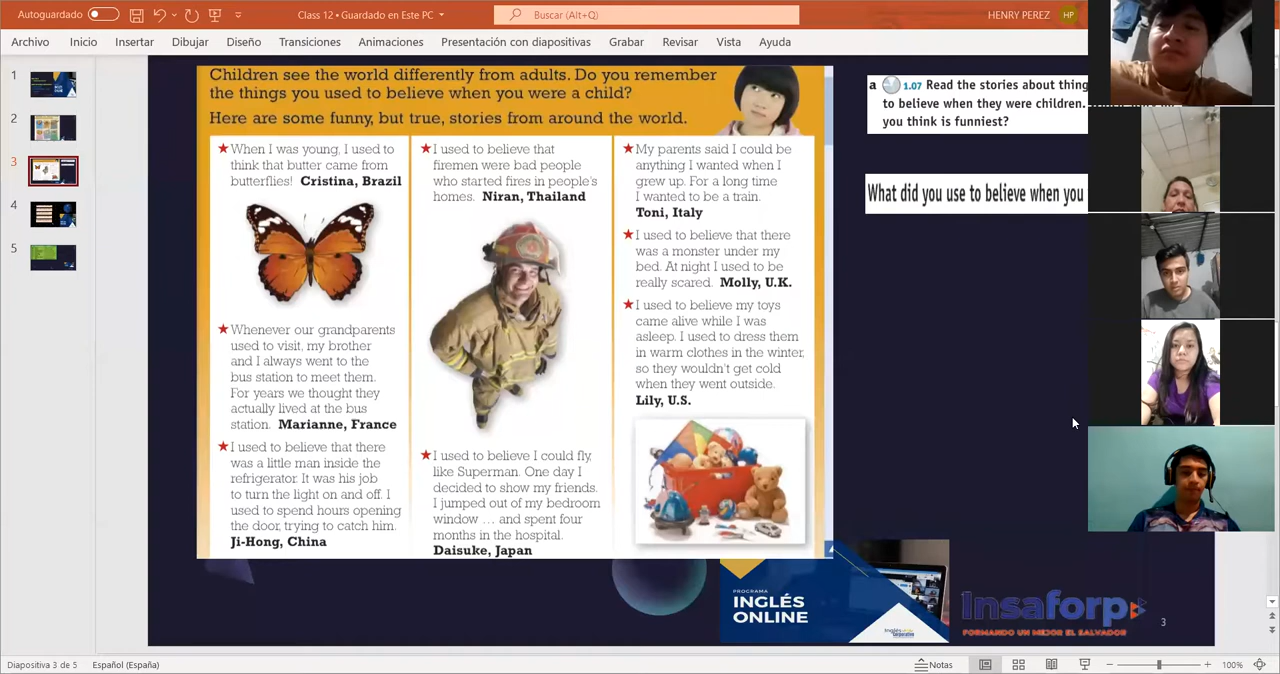 Autoguardado
Class 12 • Guardado en Este PC
Buscar (Alt+Q)
HENRY PEREZ
HP
Archivo
Inicio
Insertar
Dibujar
Diseño
Transiciones
Animaciones
Presentación con diapositivas
Grabar
Revisar
Vista
Ayuda
1
2
3
4
5
Children see the world differently from adults. Do you remember
the things you used to believe when you were a child?
Here are some funny, but true, stories from around the world.
When I was young, I used to
think that butter came from
butterflies! Cristina, Brazil
Whenever our grandparents
used to visit, my brother
and I always went to the
bus station to meet them.
For years we thought they
actually lived at the bus
station. Marianne, France
I used to believe that there
was a little man inside the
refrigerator. It was his job
to turn the light on and off. I
used to spend hours opening
the door, trying to catch him.
Ji-Hong, China
I used to believe that
firemen were bad people
who started fires in people's
homes. Niran, Thailand
I used to believe I could fly,
like Superman. One day I
decided to show my friends.
I jumped out of my bedroom
window ... and spent four
months in the hospital.
Daisuke, Japan
My parents said I could be
anything I wanted when I
grew up. For a long time
I wanted to be a train.
Toni, Italy
I used to believe that there
was a monster under my
bed. At night I used to be
really scared. Molly, U.K.
I used to believe my toys
came alive while I was
asleep. I used to dress them
in warm clothes in the winter,
so they wouldn't get cold
when they went outside.
Lily, U.S.
a 1.07 Read the stories about thing
to believe when they were children.
you think is funniest?
What did you use to believe when you
PROGRAMA
INGLÉS
ONLINE
Insaforp
FORMANDO UN MEJOR EL SALVADOR
3
Diapositiva 3 de 5
Español (España)
Notas
100%